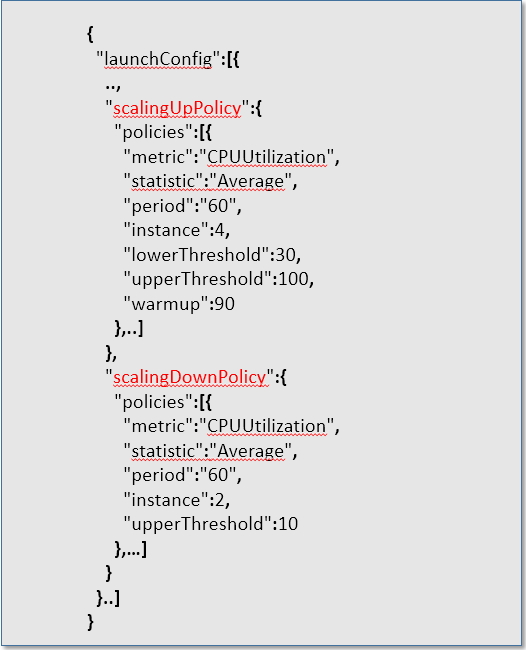 {
"launchConfig":[{
..,
"scalingUpPolicy":{
"policies":[{
"metric":"CPUUtilization",
"statistic":"Average",
"period":"60",
"instance":4,
"lowerThreshold":30,
"upperThreshold":100,
"warmup":90
},..]
},
"scalingDownPolicy":{
"policies":[{
"metric":"CPUUtilization",
"statistic":"Average",
"period":"60",
"instance":2,
"upperThreshold":10
},...]
}
}..]
}